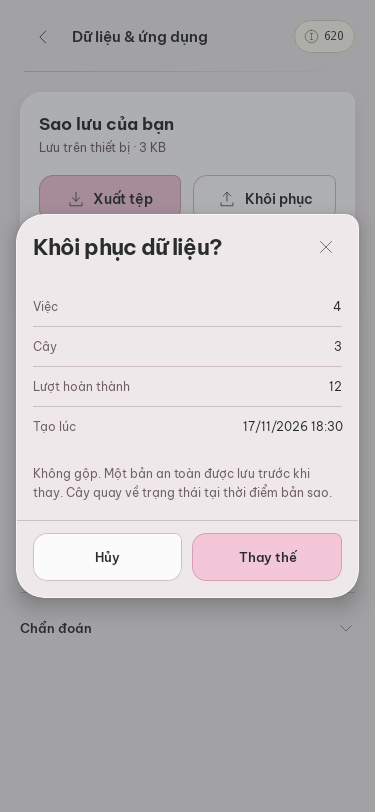 Dữ liệu & ứng dụng
620
Sao lưu của bạn
Lưu trên thiết bị · 3 KB
Xuất tệp
Khôi phục
Khôi phục dữ liệu?
Việc 4
Cây 3
Lượt hoàn thành 12
Tạo lúc 17/11/2026 18:30
Không gộp. Một bản an toàn được lưu trước khi
thay. Cây quay về trạng thái tại thời điểm bản sao.
Hủy
Thay thế
Chẩn đoán